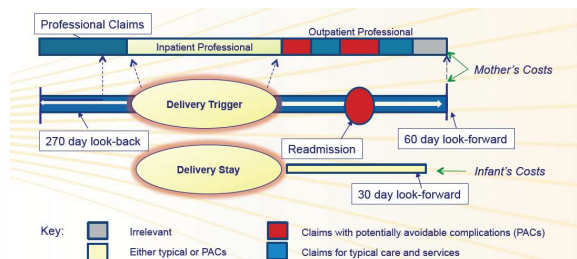 Professional Claims
Outpatient Professional
Inpatient Professional
Mother's Costs
Delivery Trigger
270 day look-back
Readmission
60 day look-forward
Delivery Stay
Infant's Costs
30 day look-forward
Key:
Irrelevant
Claims with potentially avoidable complications (PACs)
Either typical or PACs
Claims for typical care and services